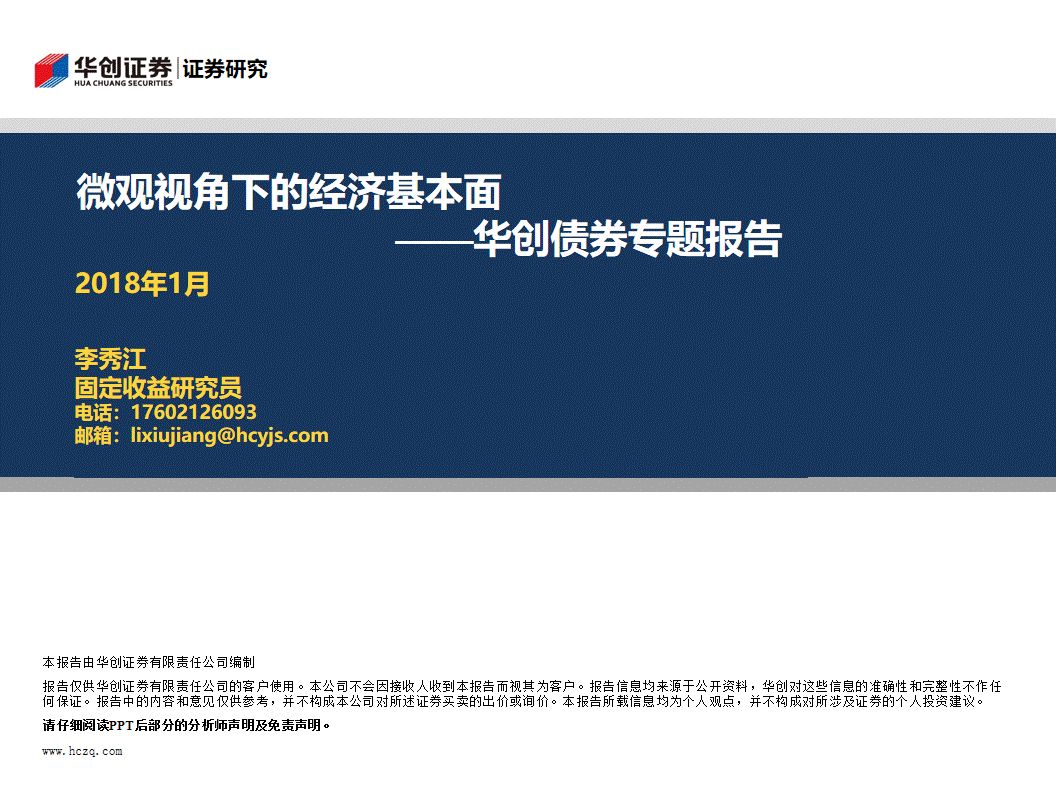 华创证券|证券研究
HUA CHUANG SECURITIES
微观视角下的经济基本面
——华创债券专题报告
2018年1月
李秀江
固定收益研究员
电话：17602126093
邮箱：lixiujiang@hcyjs.com
本报告由华创证券有限责任公司编制
报告仅供华创证券有限责任公司的客户使用。本公司不会因接收人收到本报告而视其为客户。报告信息均来源于公开资料，华创对这些信息的准确性和完整性不作任
何保证。报告中的内容和意见仅供参考，并不构成本公司对所述证券买卖的出价或询价。本报告所载信息均为个人观点，并不构成对所涉及证券的个人投资建议。
请仔细阅读PPT后部分的分析师声明及免责声明。
www.hczq.com